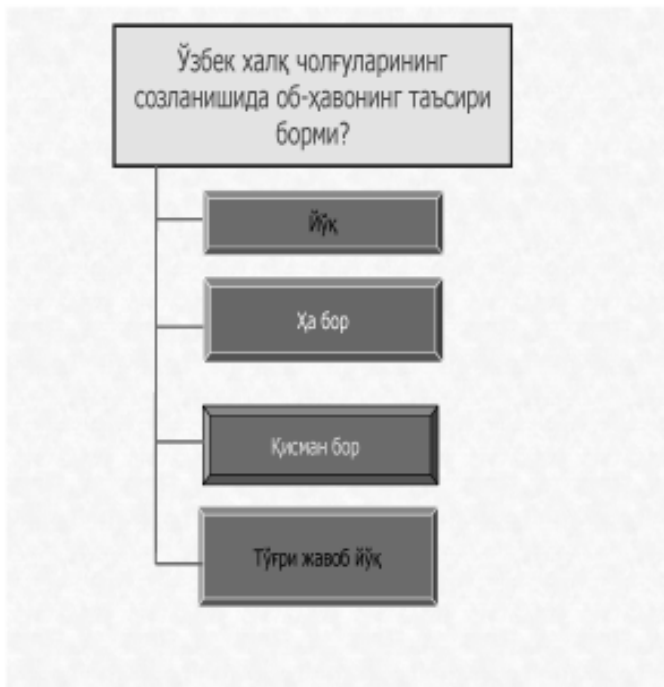 Ўзбек халқ чолғуларининг
созланишида об-ҳавонинг таъсири
борми?
Йўқ
Ҳа бор
Қисман бор
Тўғри жавоб йўқ